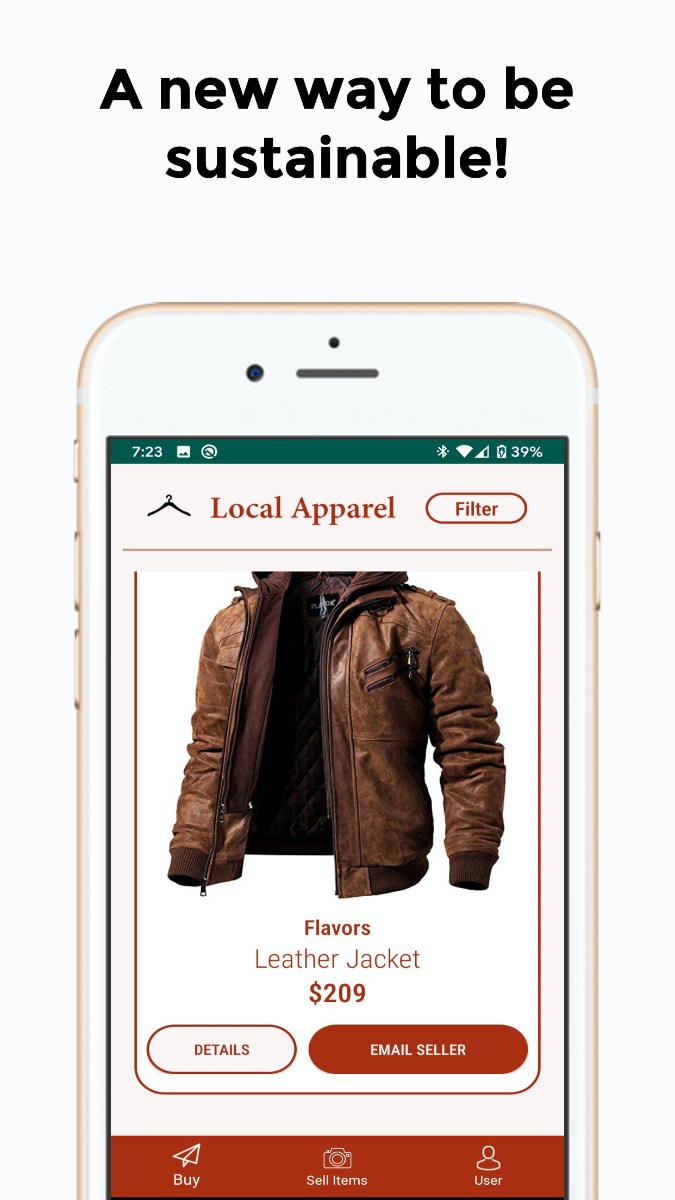 A new way to be
sustainable!
7:23
39%
Local Apparel
Filter
Flavors
Leather Jacket
$209
DETAILS
EMAIL SELLER
Buy
Sell Items
User